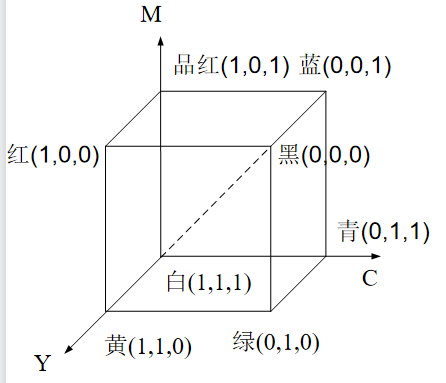 M
品红(1,0,1) 蓝(0,0,1)
红(1,0,0)
黑(0,0,0)
青(0,1,1)
C
白(1,1,1)
Y
黄(1,1,0)
绿(0,1,0)